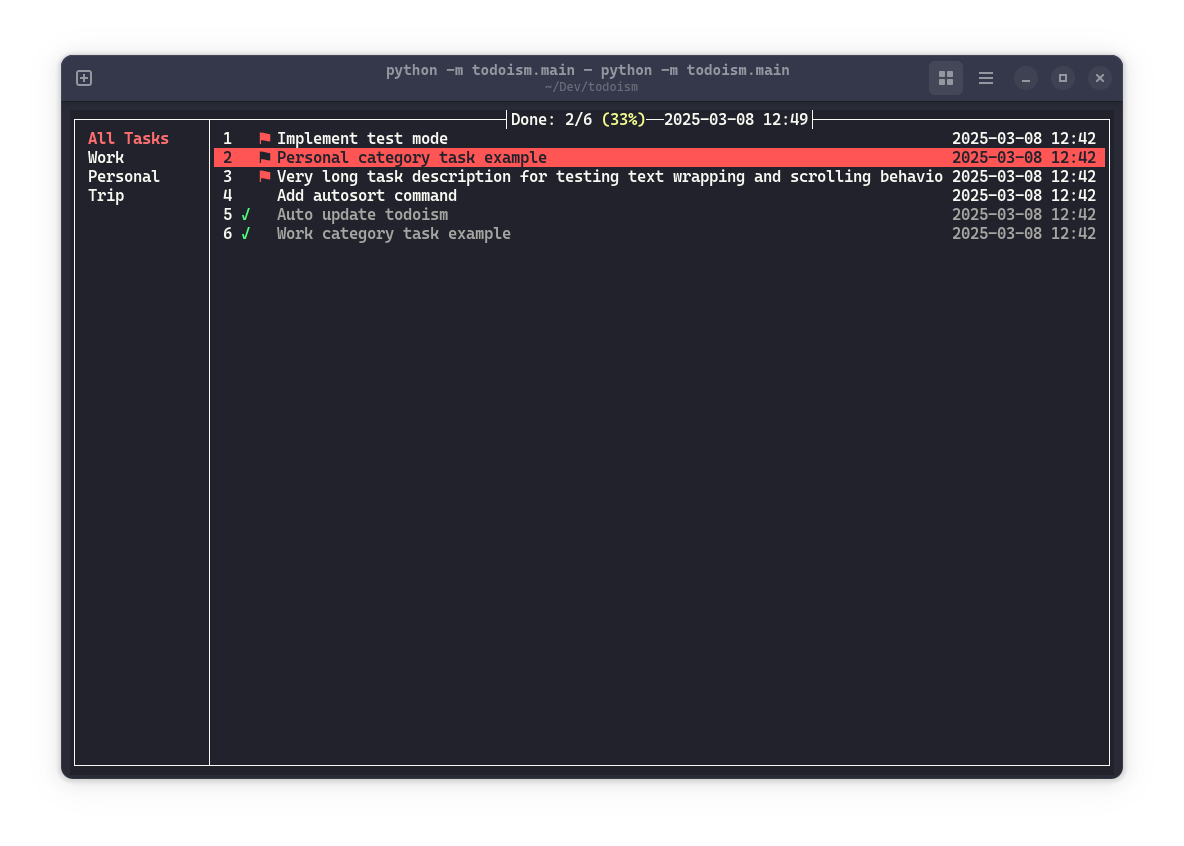 python -m todoism.main — python -m todoism.main
~/Dev/todoism
Done: 2/6 (33%)—2025-03-08 12:49
All Tasks
Work
Personal
Trip
1 Implement test mode 2025-03-08 12:42
2 Personal category task example 2025-03-08 12:42
3 Very long task description for testing text wrapping and scrolling behavio 2025-03-08 12:42
4 Add autosort command 2025-03-08 12:42
5 ✓ Auto update todoism 2025-03-08 12:42
6 ✓ Work category task example 2025-03-08 12:42